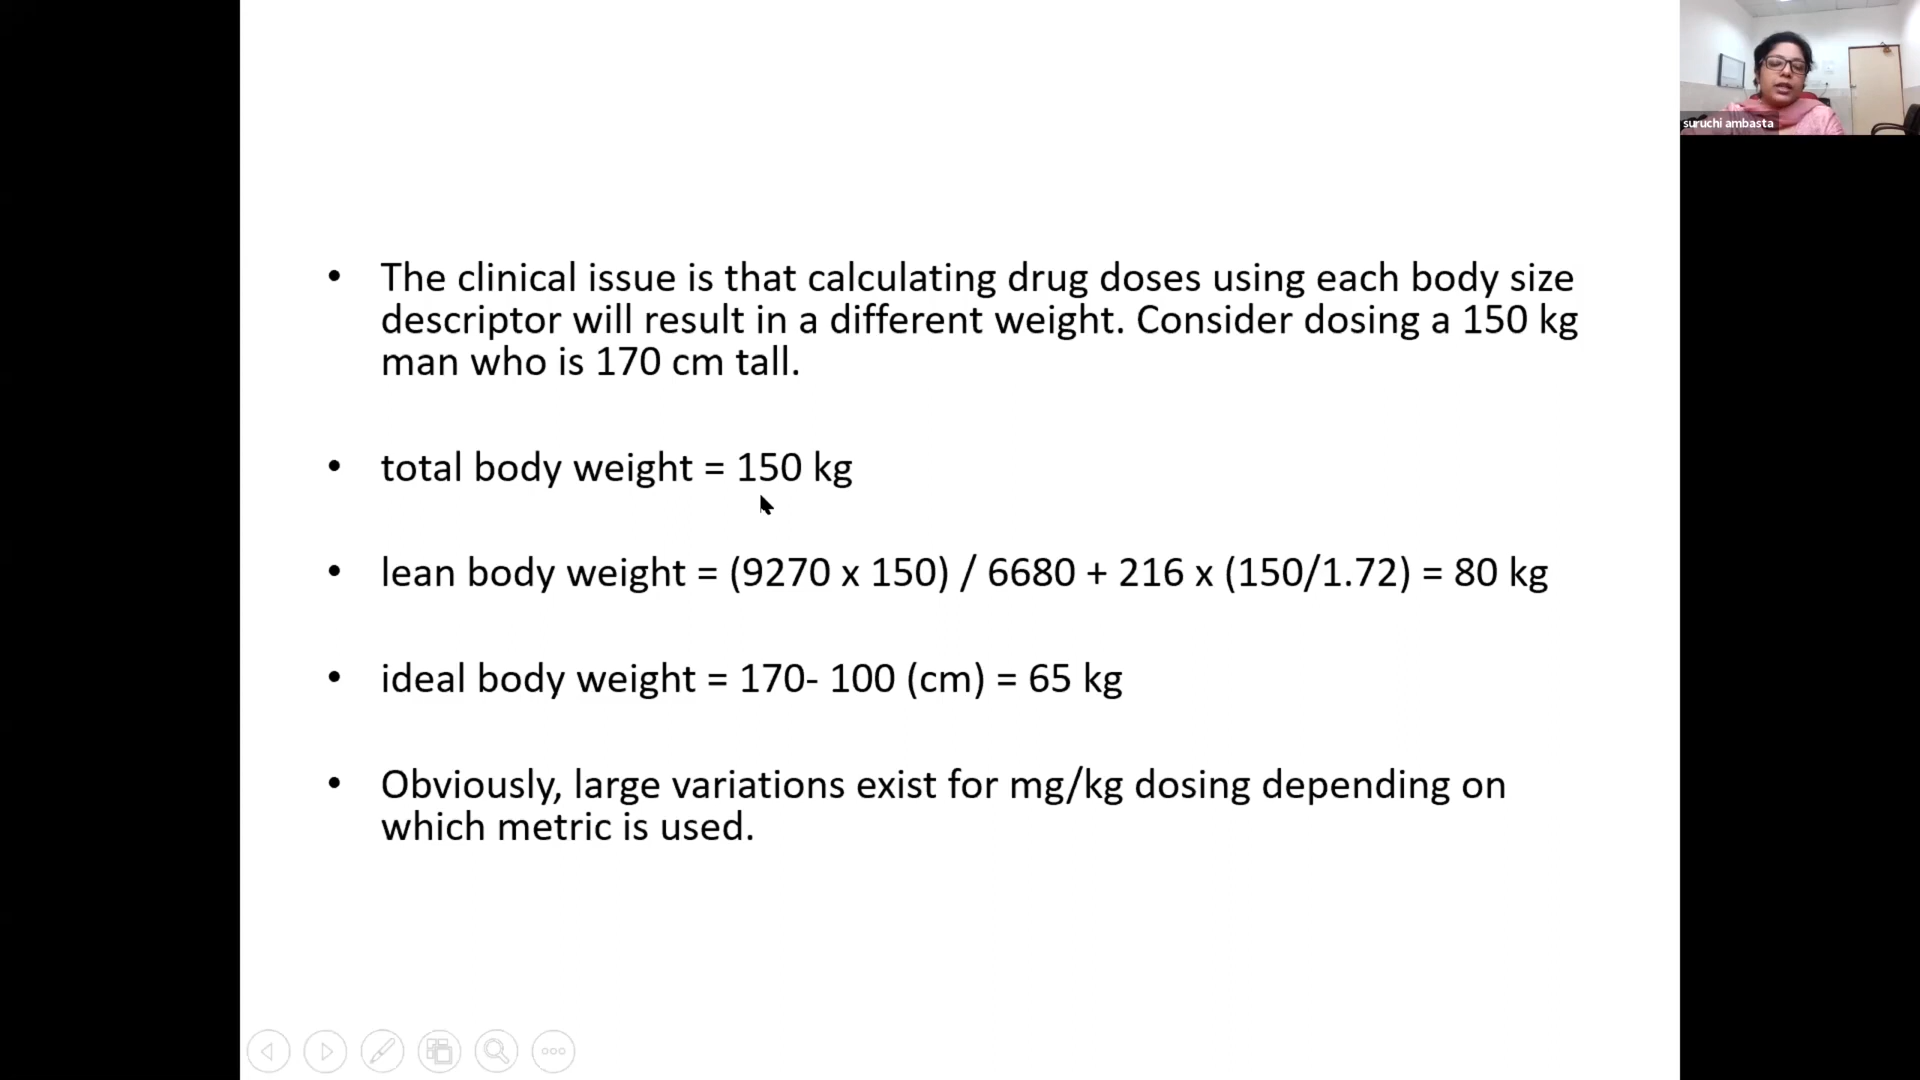 suruchi ambasta
• The clinical issue is that calculating drug doses using each body size
descriptor will result in a different weight. Consider dosing a 150 kg
man who is 170 cm tall.
• total body weight = 150 kg
• lean body weight = (9270 x 150) / 6680 + 216 x (150/1.72) = 80 kg
• ideal body weight = 170- 100 (cm) = 65 kg
• Obviously, large variations exist for mg/kg dosing depending on
which metric is used.